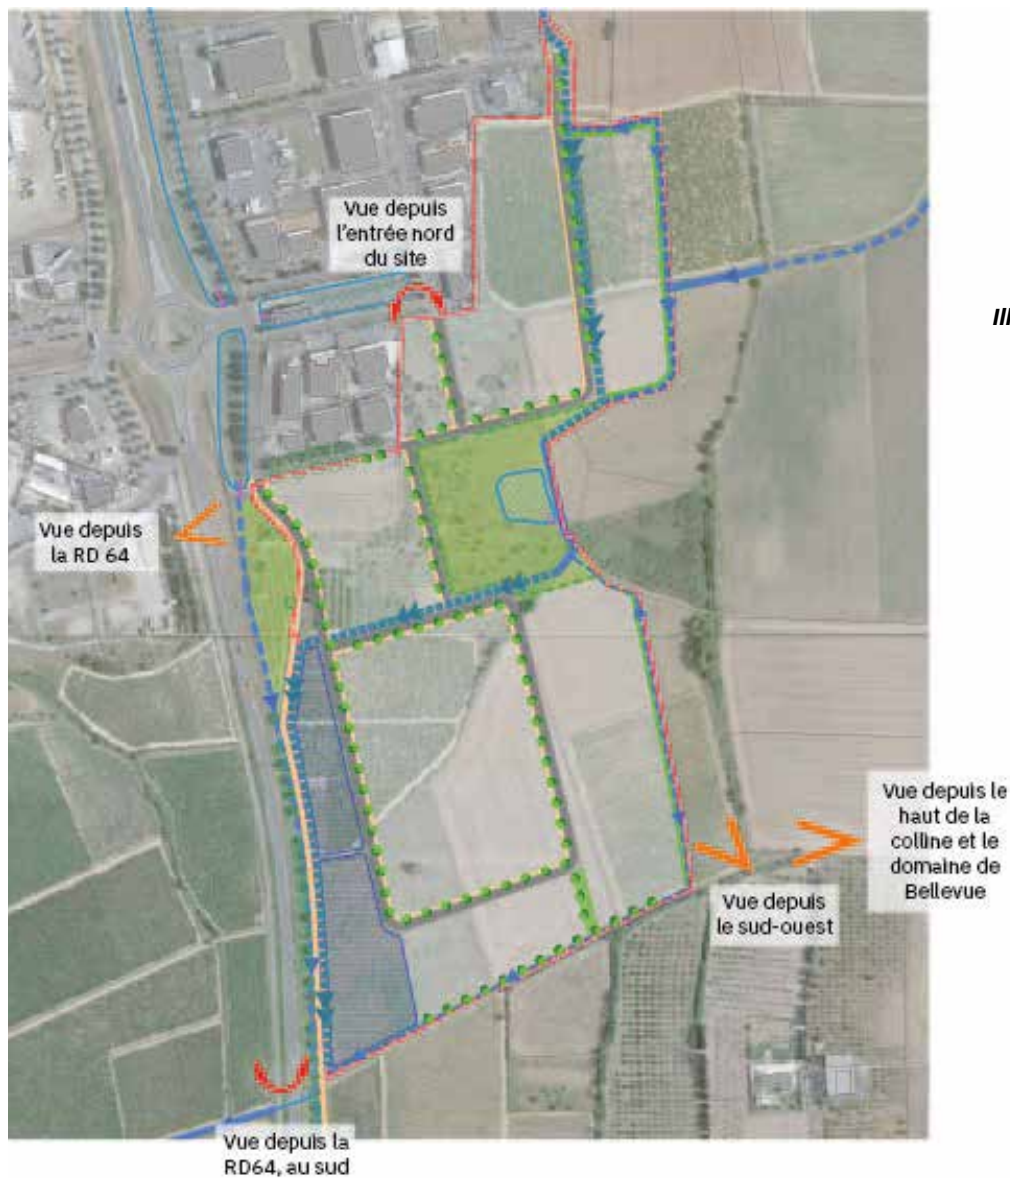 Vue depuis
l'entrée nord
du site
Ill
Vue depuis
la RD 64
Vue depuis le
haut de la
colline et le
domaine de
Bellevue
Vue depuis
le sud-ouest
Vue depuis la
RD64, au sud